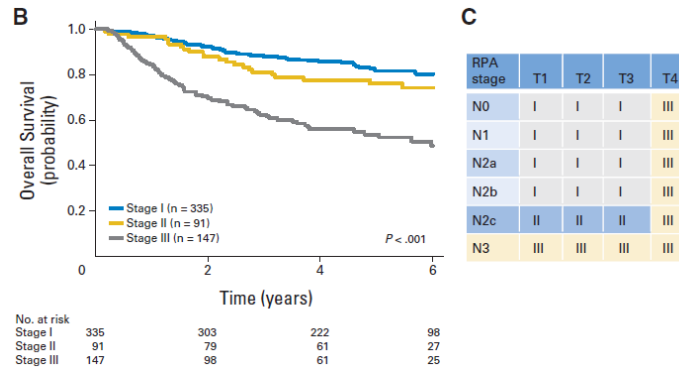 B
C
Overall Survival
(probability)
1.0
0.8
0.6
0.4
0.2
0
2
4
6
Stage I (n = 335)
Stage II (n = 91)
Stage III (n = 147)
P < .001
Time (years)
No. at risk
Stage I 335 303 222 98
Stage II 91 79 61 27
Stage III 147 98 61 25
RPA stage T1 T2 T3 T4
N0 I I I III
N1 I I I III
N2a I I I III
N2b I I I III
N2c II II II III
N3 III III III III